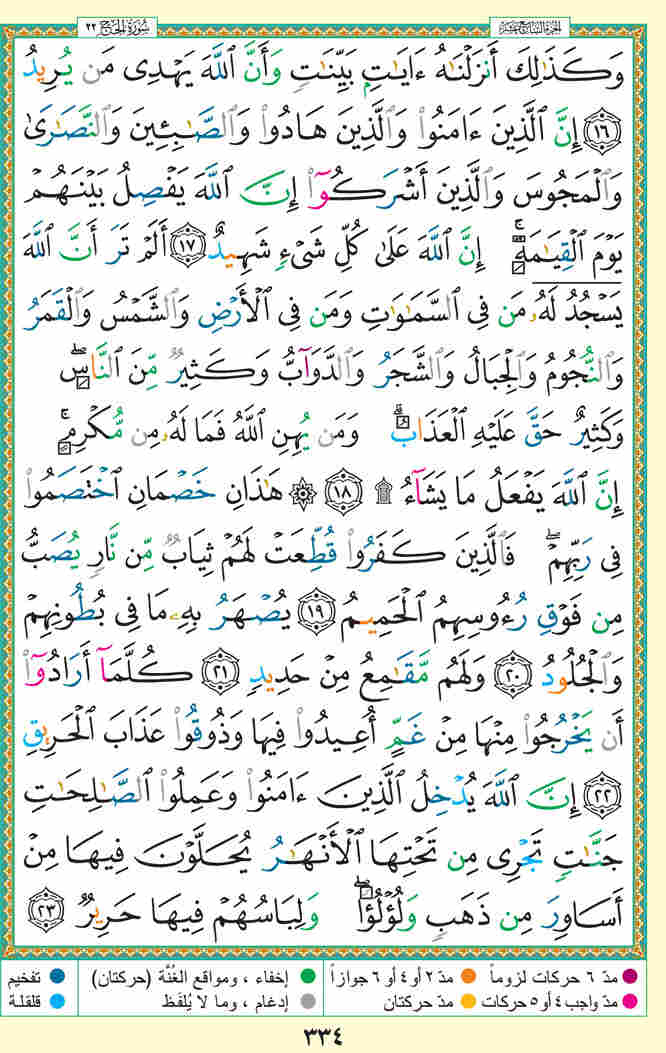 سُورَةُ الحَجّ ٢٢
الجزء السابع عشر
وَكَذَٰلِكَ أَنزَلْنَٰهُ ءَايَٰتٍۭ بَيِّنَٰتٍ وَأَنَّ ٱللَّهَ يَهْدِى مَن يُرِيدُ
١٦ إِنَّ ٱلَّذِينَ ءَامَنُوا۟ وَٱلَّذِينَ هَادُوا۟ وَٱلصَّٰبِـِٔينَ وَٱلنَّصَٰرَىٰ
وَٱلْمَجُوسَ وَٱلَّذِينَ أَشْرَكُوٓا۟ إِنَّ ٱللَّهَ يَفْصِلُ بَيْنَهُمْ
يَوْمَ ٱلْقِيَٰمَةِ ۚ إِنَّ ٱللَّهَ عَلَىٰ كُلِّ شَىْءٍ شَهِيدٌ ١٧ أَلَمْ تَرَ أَنَّ ٱللَّهَ
يَسْجُدُ لَهُۥ مَن فِى ٱلسَّمَٰوَٰتِ وَمَن فِى ٱلْأَرْضِ وَٱلشَّمْسُ وَٱلْقَمَرُ
وَٱلنُّجُومُ وَٱلْجِبَالُ وَٱلشَّجَرُ وَٱلدَّوَآبُّ وَكَثِيرٌ مِّنَ ٱلنَّاسِ ۖ
وَكَثِيرٌ حَقَّ عَلَيْهِ ٱلْعَذَابُ ۗ وَمَن يُهِنِ ٱللَّهُ فَمَا لَهُۥ مِن مُّكْرِمٍ ۚ
إِنَّ ٱللَّهَ يَفْعَلُ مَا يَشَآءُ ۩ ١٨ ۞ هَٰذَانِ خَصْمَانِ ٱخْتَصَمُوا۟
فِى رَبِّهِمْ ۖ فَٱلَّذِينَ كَفَرُوا۟ قُطِّعَتْ لَهُمْ ثِيَابٌ مِّن نَّارٍ يُصَبُّ
مِن فَوْقِ رُءُوسِهِمُ ٱلْحَمِيمُ ١٩ يُصْهَرُ بِهِۦ مَا فِى بُطُونِهِمْ
وَٱلْجُلُودُ ٢٠ وَلَهُم مَّقَٰمِعُ مِنْ حَدِيدٍ ٢١ كُلَّمَآ أَرَادُوٓا۟
أَن يَخْرُجُوا۟ مِنْهَا مِنْ غَمٍّ أُعِيدُوا۟ فِيهَا وَذُوقُوا۟ عَذَابَ ٱلْحَرِيقِ
٢٢ إِنَّ ٱللَّهَ يُدْخِلُ ٱلَّذِينَ ءَامَنُوا۟ وَعَمِلُوا۟ ٱلصَّٰلِحَٰتِ
جَنَّٰتٍ تَجْرِى مِن تَحْتِهَا ٱلْأَنْهَٰرُ يُحَلَّوْنَ فِيهَا مِنْ
أَسَاوِرَ مِن ذَهَبٍ وَلُؤْلُؤًا ۖ وَلِبَاسُهُمْ فِيهَا حَرِيرٌ ٢٣
مدّ ٦ حركات لزوماً مدّ ٢ أو ٤ أو ٦ جوازاً إخفاء ، ومواقع الغُنَّة (حركتان) تفخيم
مدّ واجب ٤ أو ٥ حركات مدّ حركتان إدغام ، وما لا يُلفَظ قلقلة
٣٣٤